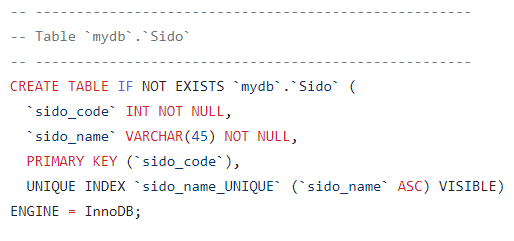 -- -----------------------------------------------------
-- Table `mydb`.`Sido`
-- -----------------------------------------------------
CREATE TABLE IF NOT EXISTS `mydb`.`Sido` (
  `sido_code` INT NOT NULL,
  `sido_name` VARCHAR(45) NOT NULL,
  PRIMARY KEY (`sido_code`),
  UNIQUE INDEX `sido_name_UNIQUE` (`sido_name` ASC) VISIBLE)
ENGINE = InnoDB;